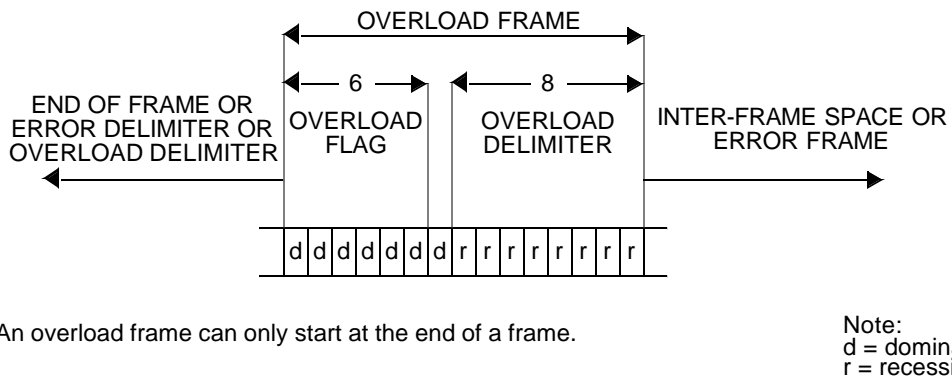 OVERLOAD FRAME
6
8
END OF FRAME OR
ERROR DELIMITER OR
OVERLOAD DELIMITER
OVERLOAD
FLAG
OVERLOAD
DELIMITER
INTER-FRAME SPACE OR
ERROR FRAME
d d d d d d d r r r r r r r r
An overload frame can only start at the end of a frame.
Note:
d = domin
r = recessi